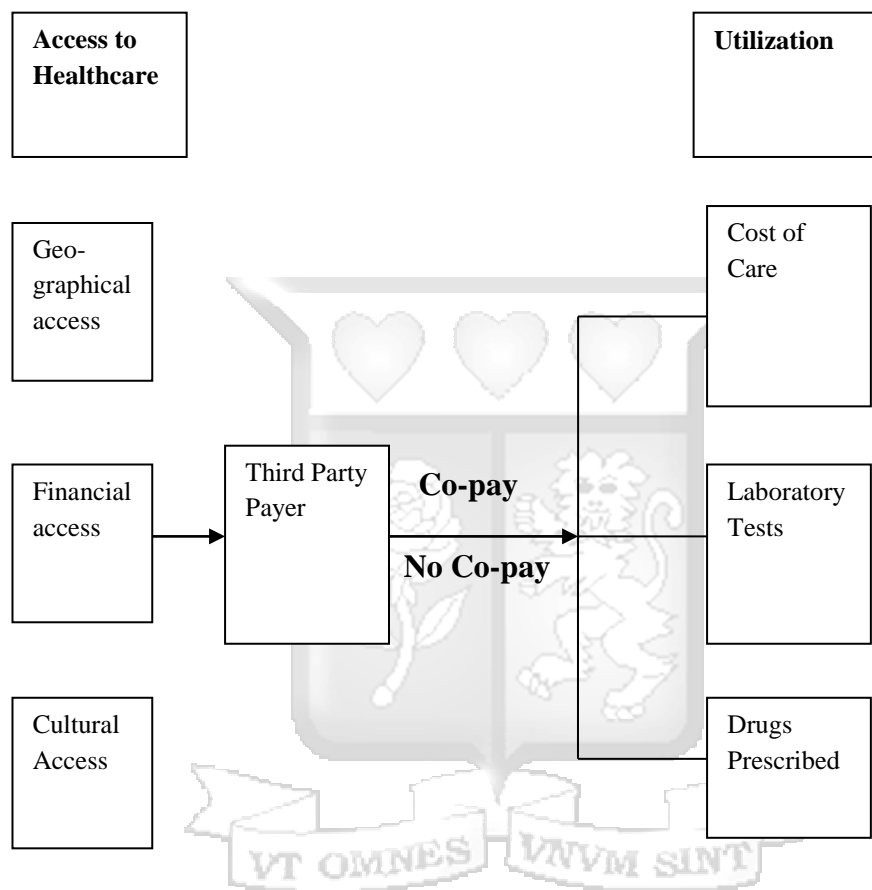 Access to
Healthcare
Utilization
Geo-
graphical
access
Cost of
Care
Financial
access
Third Party
Payer
Co-pay
No Co-pay
Laboratory
Tests
Cultural
Access
Drugs
Prescribed
VT OMNES VNVM SINT